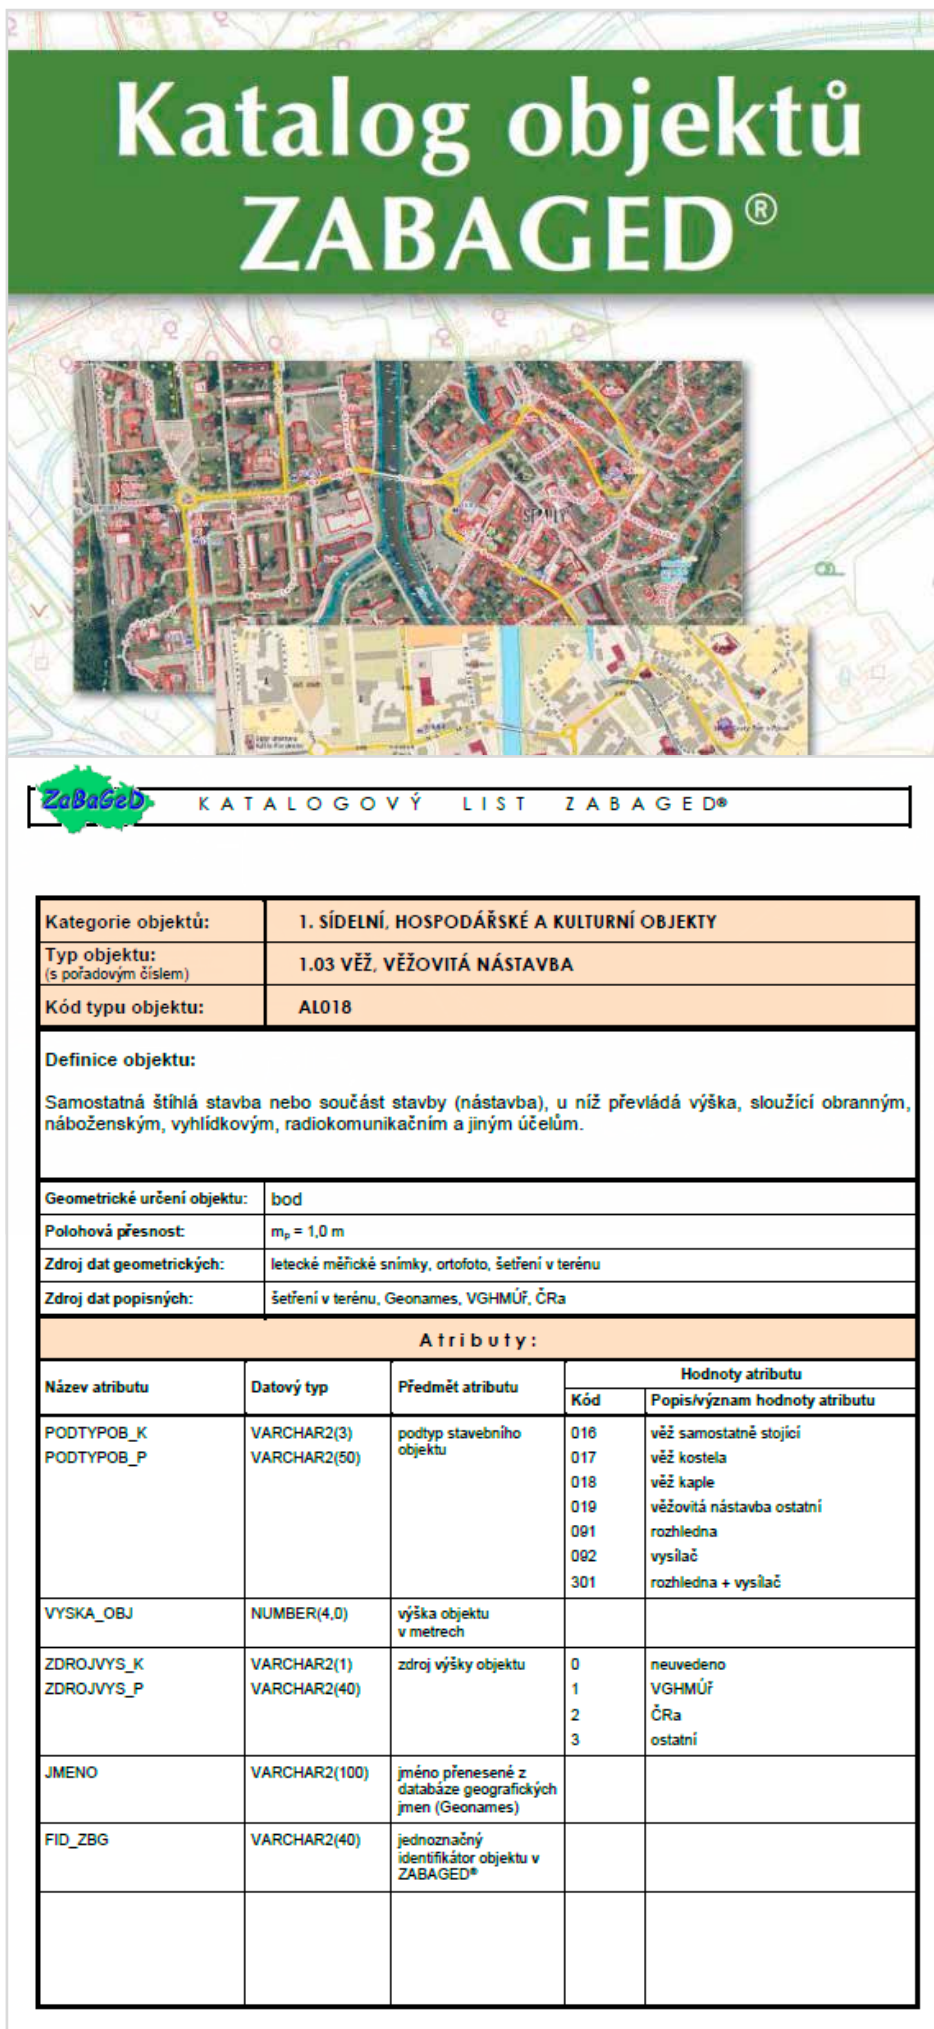 Katalog objektů
ZABAGED®
ZaBaGeD
KATALOGOVÝ LIST ZABAGED®
Kategorie objektů: 1. SÍDELNÍ, HOSPODÁŘSKÉ A KULTURNÍ OBJEKTY
Typ objektu:
(s pořadovým číslem)
1.03 VĚŽ, VĚŽOVITÁ NÁSTAVBA
Kód typu objektu: AL018
Definice objektu:
Samostatná štíhlá stavba nebo součást stavby (nástavba), u níž převládá výška, sloužící obranným,
náboženským, vyhlídkovým, radiokomunikačním a jiným účelům.
Geometrické určení objektu: bod
Polohová přesnost: mp = 1,0 m
Zdroj dat geometrických: letecké měřické snímky, ortofoto, šetření v terénu
Zdroj dat popisných: šetření v terénu, Geonames, VGHMÚř, ČRa
Atributy:
Název atributu Datový typ Předmět atributu Hodnoty atributu
Kód Popis/význam hodnoty atributu
PODTYPOB_K VARCHAR2(3) podtyp stavebního objektu 016 věž samostatně stojící
PODTYPOB_P VARCHAR2(50) 017 věž kostela
018 věž kaple
019 věžovitá nástavba ostatní
091 rozhledna
092 vysílač
301 rozhledna + vysílač
VYSKA_OBJ NUMBER(4,0) výška objektu
v metrech
ZDROJVYS_K VARCHAR2(1) zdroj výšky objektu 0 neuvedeno
ZDROJVYS_P VARCHAR2(40) 1 VGHMÚř
2 ČRa
3 ostatní
JMENO VARCHAR2(100) jméno přenesené z
databáze geografických
jmen (Geonames)
FID_ZBG VARCHAR2(40) jednoznačný
identifikátor objektu v
ZABAGED®